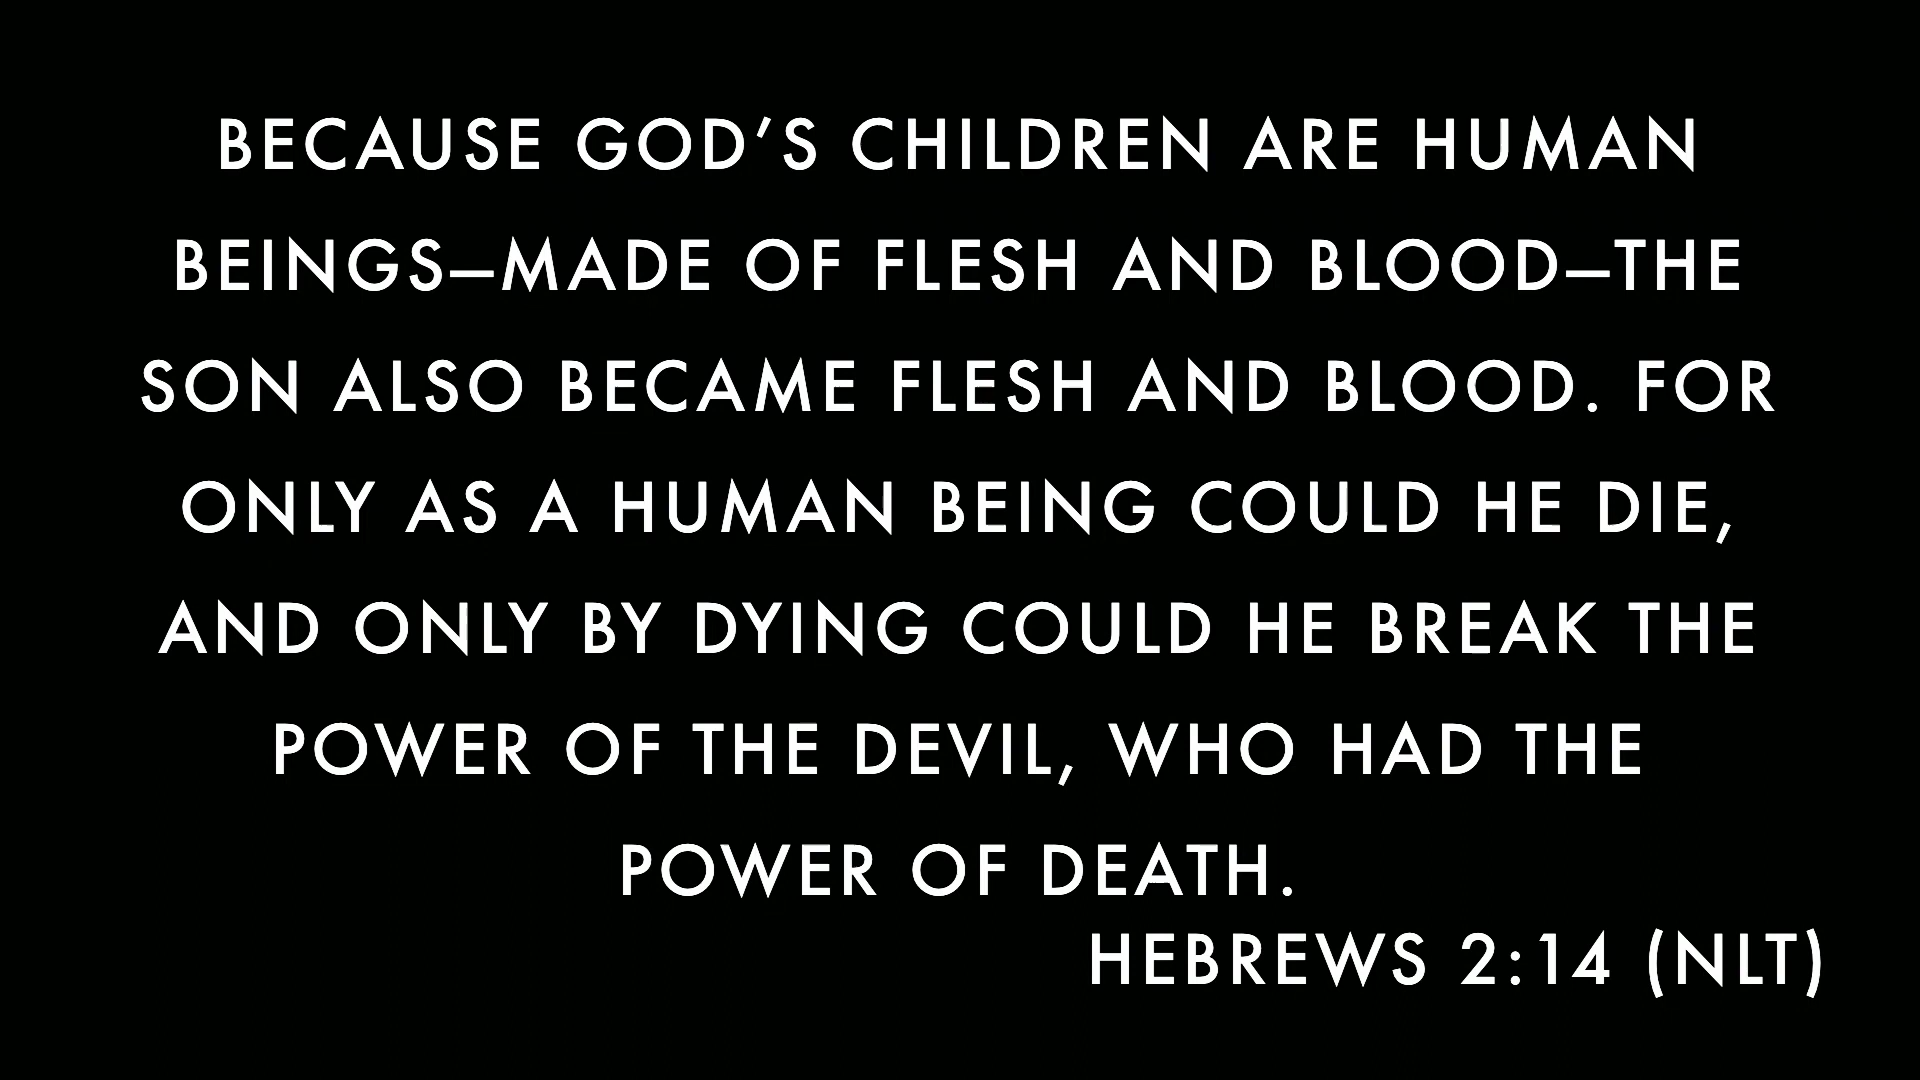 BECAUSE GOD’S CHILDREN ARE HUMAN
BEINGS—MADE OF FLESH AND BLOOD—THE
SON ALSO BECAME FLESH AND BLOOD. FOR
ONLY AS A HUMAN BEING COULD HE DIE,
AND ONLY BY DYING COULD HE BREAK THE
POWER OF THE DEVIL, WHO HAD THE
POWER OF DEATH.
HEBREWS 2:14 (NLT)